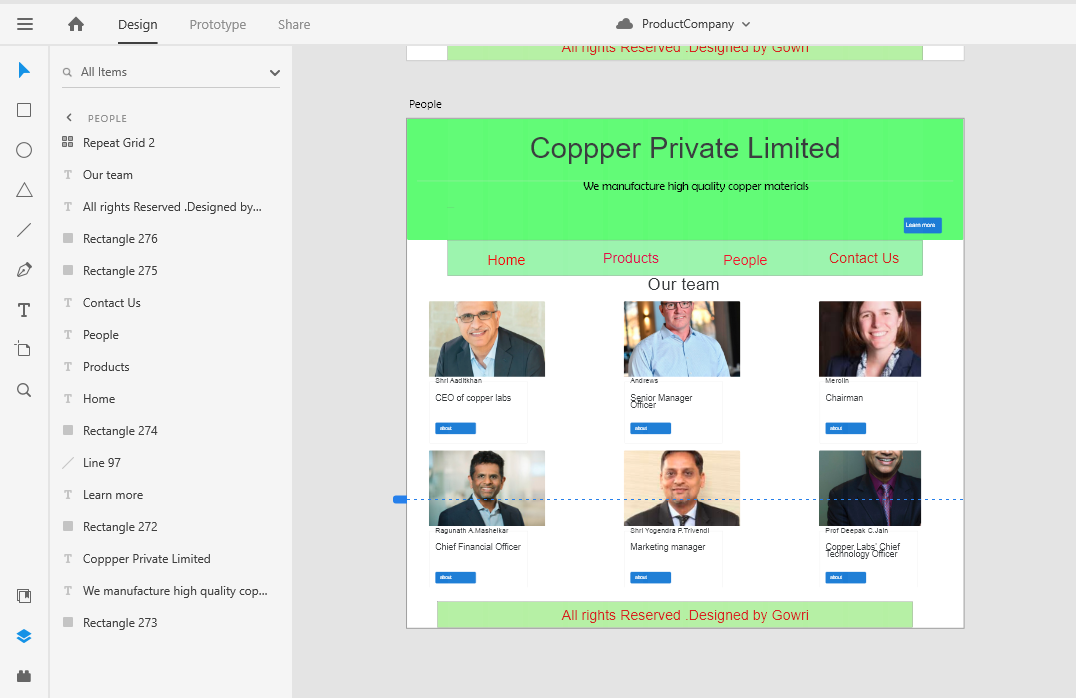 Design Prototype Share ProductCompany
All Items
PEOPLE
Repeat Grid 2
Our team
All rights Reserved .Designed by...
Rectangle 276
Rectangle 275
Contact Us
People
Products
Home
Rectangle 274
Line 97
Learn more
Rectangle 272
Coppper Private Limited
We manufacture high quality cop...
Rectangle 273
All rights Reserved .Designed by Gowri
People
Coppper Private Limited
We manufacture high quality copper materials
Learn more
Home Products People Contact Us
Our team
Shri Aaditkhan Andrews
CEO of copper labs Senior Manager Chairman
Officer
about about about
Ragunath A.Mashelkar Shri Yogendra P.Trivendi Prof Deepak C.Jain
Chief Financial Officer Marketing manager Copper Labs' Chief
Technology Officer
about about about
All rights Reserved .Designed by Gowri